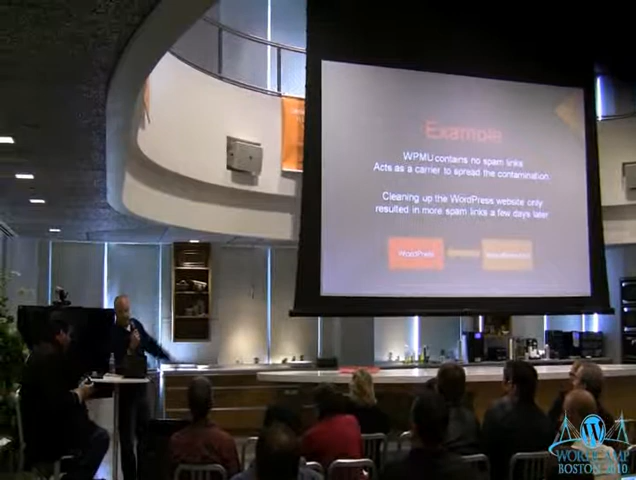 Example
WPMU contains no spam links
Acts as a carrier to spread the contamination
Cleaning up the WordPress website only
resulted in more spam links a few days later
WordPress
WORDCAMP
BOSTON 2010